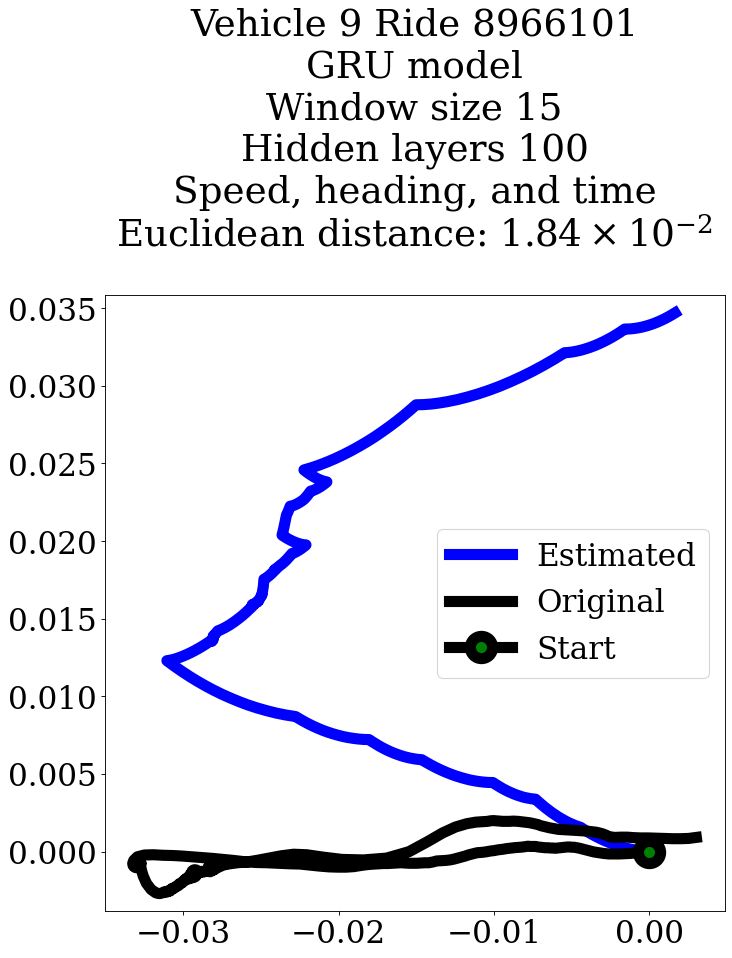 Vehicle 9 Ride 8966101
GRU model
Window size 15
Hidden layers 100
Speed, heading, and time
Euclidean distance: 1.84 × 10⁻²
0.035
0.030
0.025
0.020
0.015
0.010
0.005
0.000
Estimated
Original
Start
−0.03 −0.02 −0.01 0.00